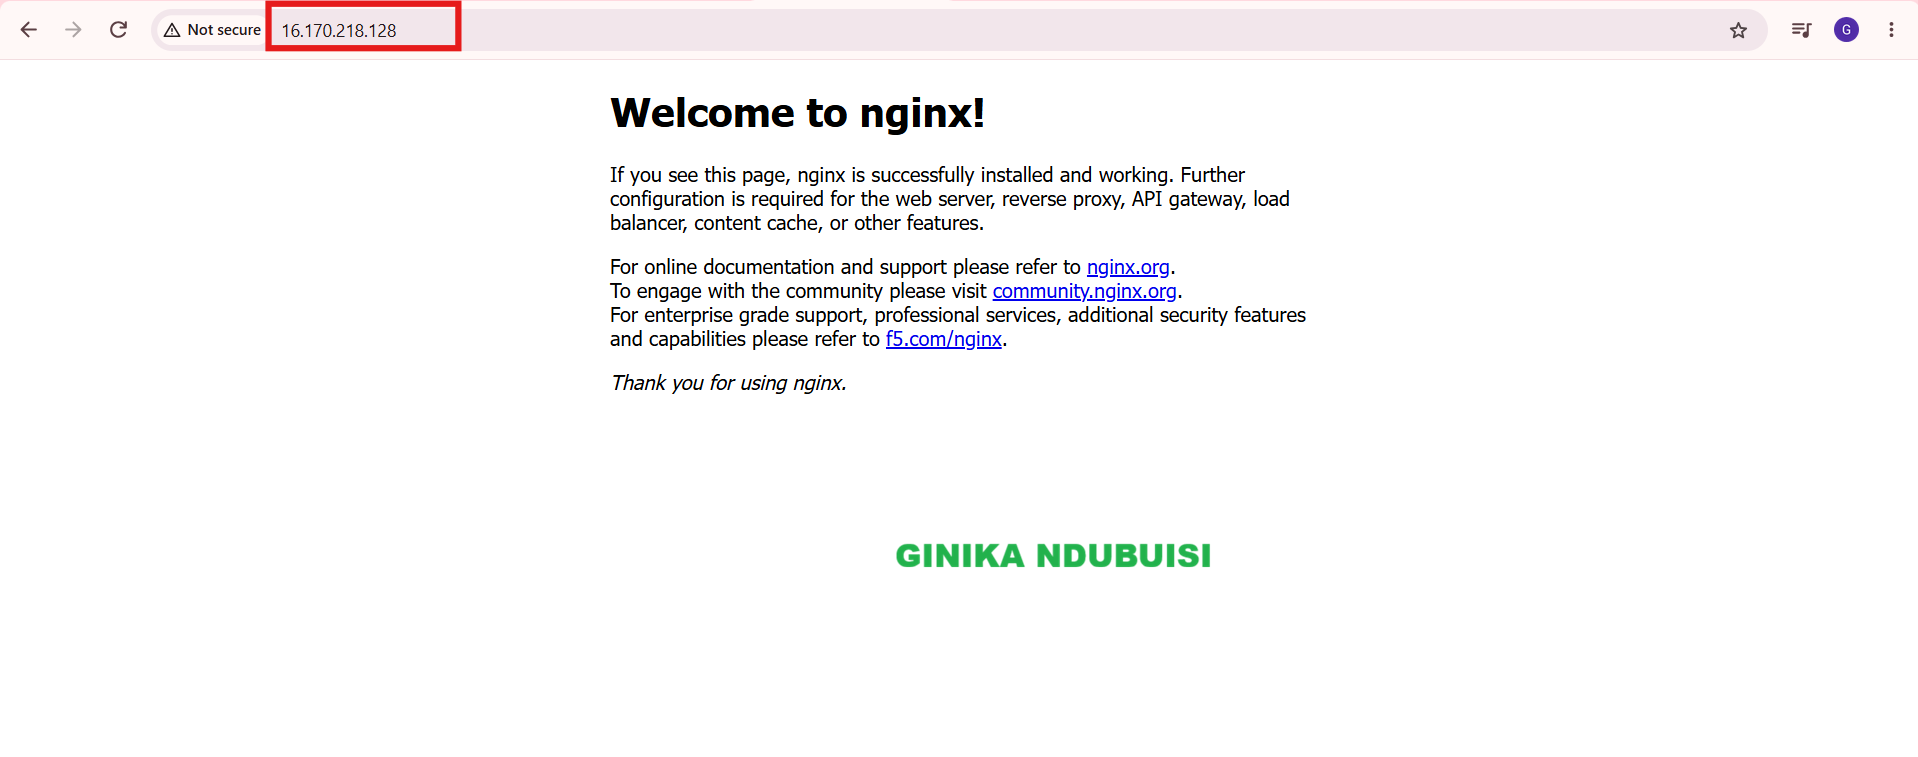 Not secure 16.170.218.128
G
Welcome to nginx!
If you see this page, nginx is successfully installed and working. Further
configuration is required for the web server, reverse proxy, API gateway, load
balancer, content cache, or other features.
For online documentation and support please refer to nginx.org.
To engage with the community please visit community.nginx.org.
For enterprise grade support, professional services, additional security features
and capabilities please refer to f5.com/nginx.
Thank you for using nginx.
GINIKA NDUBUISI